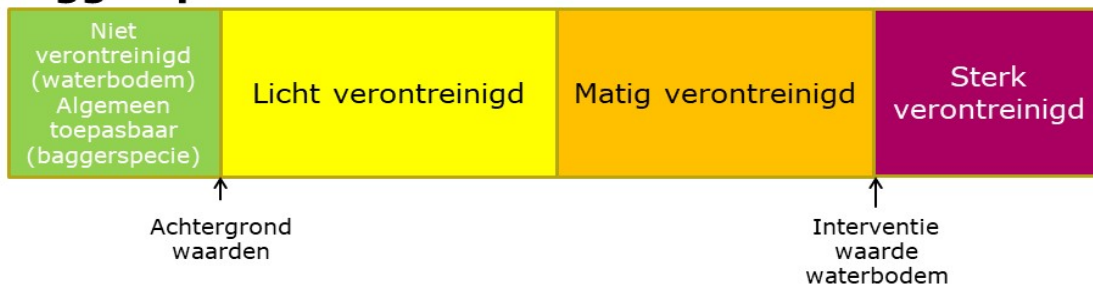 Niet
verontreinigd
(waterbodem)
Algemeen
toepasbaar
(baggerspecie)
Licht verontreinigd
Matig verontreinigd
Sterk
verontreinigd
Achtergrond
waarden
Interventie
waarde
waterbodem